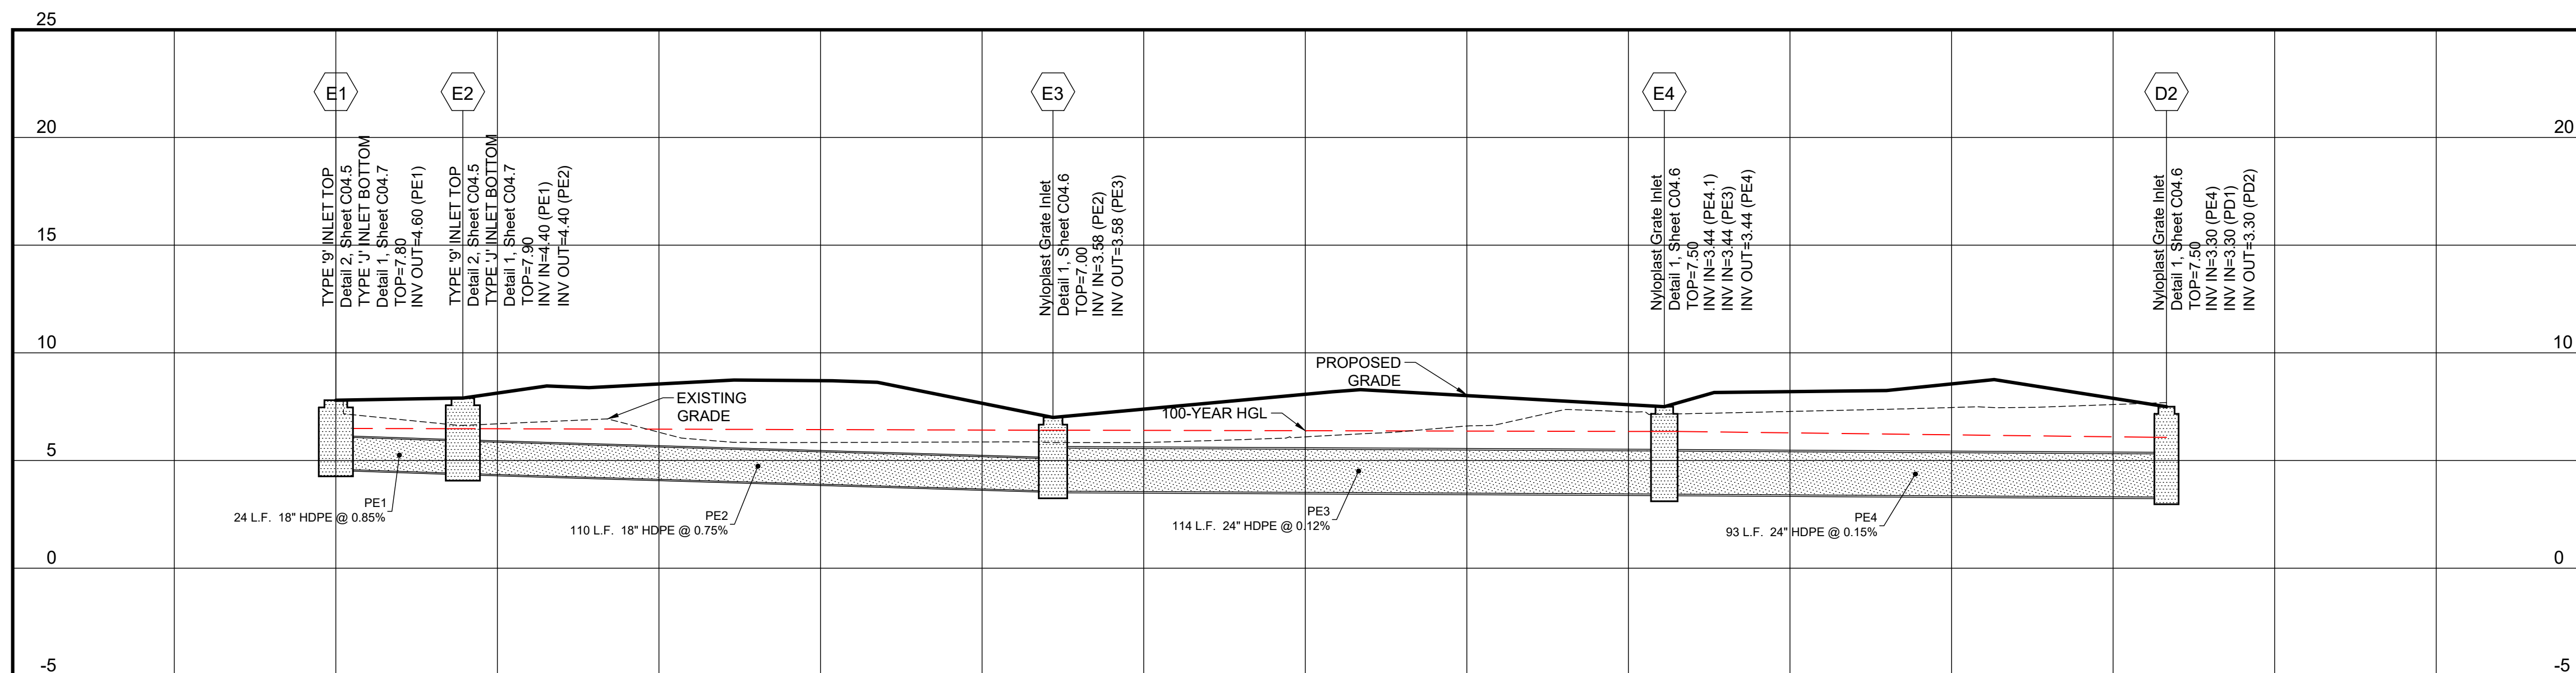 25
20
15
10
5
0
-5
E1
TYPE '9' INLET TOP
Detail 2, Sheet C04.5
TYPE 'J' INLET BOTTOM
Detail 1, Sheet C04.7
TOP=7.80
INV OUT=4.60 (PE1)
E2
TYPE '9' INLET TOP
Detail 2, Sheet C04.5
TYPE 'J' INLET BOTTOM
Detail 1, Sheet C04.7
TOP=7.90
INV IN=4.40 (PE1)
INV OUT=4.40 (PE2)
E3
Nyloplast Grate Inlet
Detail 1, Sheet C04.6
TOP=7.00
INV IN=3.58 (PE2)
INV OUT=3.58 (PE3)
E4
Nyloplast Grate Inlet
Detail 1, Sheet C04.6
TOP=7.50
INV IN=3.44 (PE4.1)
INV IN=3.44 (PE3)
INV OUT=3.44 (PE4)
D2
Nyloplast Grate Inlet
Detail 1, Sheet C04.6
TOP=7.50
INV IN=3.30 (PE4)
INV IN=3.30 (PD1)
INV OUT=3.30 (PD2)
EXISTING
GRADE
PROPOSED
GRADE
100-YEAR HGL
PE1
24 L.F. 18" HDPE @ 0.85%
PE2
110 L.F. 18" HDPE @ 0.75%
PE3
114 L.F. 24" HDPE @ 0.12%
PE4
93 L.F. 24" HDPE @ 0.15%
20
15
10
5
0
-5